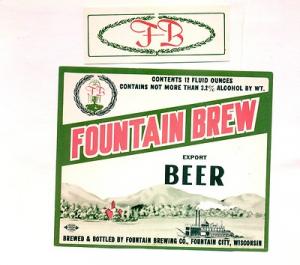 FB
CONTENTS 12 FLUID OUNCES
CONTAINS NOT MORE THAN 3.2% ALCOHOL BY WT.
FB
FOUNTAIN BREW
EXPORT
BEER
BREWED & BOTTLED BY FOUNTAIN BREWING CO., FOUNTAIN CITY, WISCONSIN